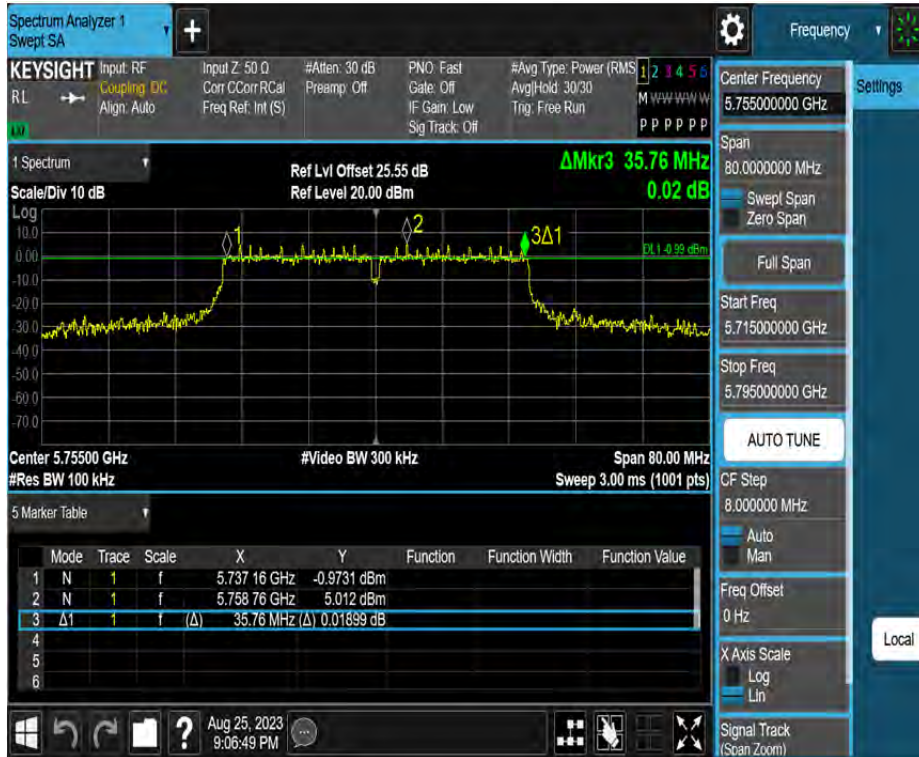 Spectrum Analyzer 1
Swept SA
Frequency
KEYSIGHT
RL
Input: RF
Coupling: DC
Align: Auto
Input Z: 50 Ω
Corr CCorr RCal
Freq Ref: Int (S)
#Atten: 30 dB
Preamp: Off
PNO: Fast
Gate: Off
IF Gain: Low
Sig Track: Off
#Avg Type: Power (RMS
Avg|Hold: 30/30
Trig: Free Run
1 2 3 4 5 6
M W W W W W
P P P P P P
Settings
Center Frequency
5.755000000 GHz
Span
80.0000000 MHz
Swept Span
Zero Span
Full Span
Start Freq
5.715000000 GHz
Stop Freq
5.795000000 GHz
AUTO TUNE
CF Step
8.000000 MHz
Auto
Man
Freq Offset
0 Hz
X Axis Scale
Log
Lin
Signal Track
(Span Zoom)
Local
1 Spectrum
Scale/Div 10 dB
Ref Lvl Offset 25.55 dB
Ref Level 20.00 dBm
ΔMkr3 35.76 MHz
0.02 dB
Log
10.0
0.00
-10.0
-20.0
-30.0
-40.0
-50.0
-60.0
-70.0
1
2
3Δ1
DL1 -0.99 dBm
Center 5.75500 GHz
#Video BW 300 kHz
Span 80.00 MHz
#Res BW 100 kHz
Sweep 3.00 ms (1001 pts)
5 Marker Table
Mode Trace Scale X Y Function Function Width Function Value
1 N 1 f 5.737 16 GHz -0.9731 dBm
2 N 1 f 5.758 76 GHz 5.012 dBm
3 Δ1 1 f (Δ) 35.76 MHz (Δ) 0.01899 dB
4
5
6
?
Aug 25, 2023
9:06:49 PM